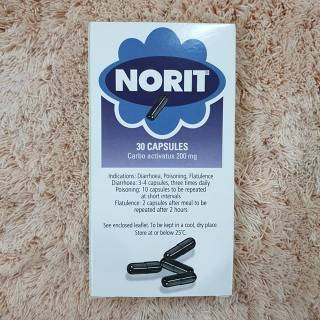 NORIT
30 CAPSULES
Carbo activatus 200 mg
Indications: Diarrhoeu, Poisoning, Flatulence
Diarrhoeu: 3-4 capsules, three times daily
Poisoning: 10 capsules to be repeated
at short intervals
Flatulence: 2 capsules after meal to be
repeated after 2 hours
See enclosed leaflet. To be kept in a cool, dry place
Store at or below 25°C.